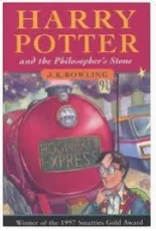 HARRY
POTTER
and the Philosopher's Stone
J.K.ROWLING
HOGWARTS
EXPRESS
Winner of the 1997 Smarties Gold Award